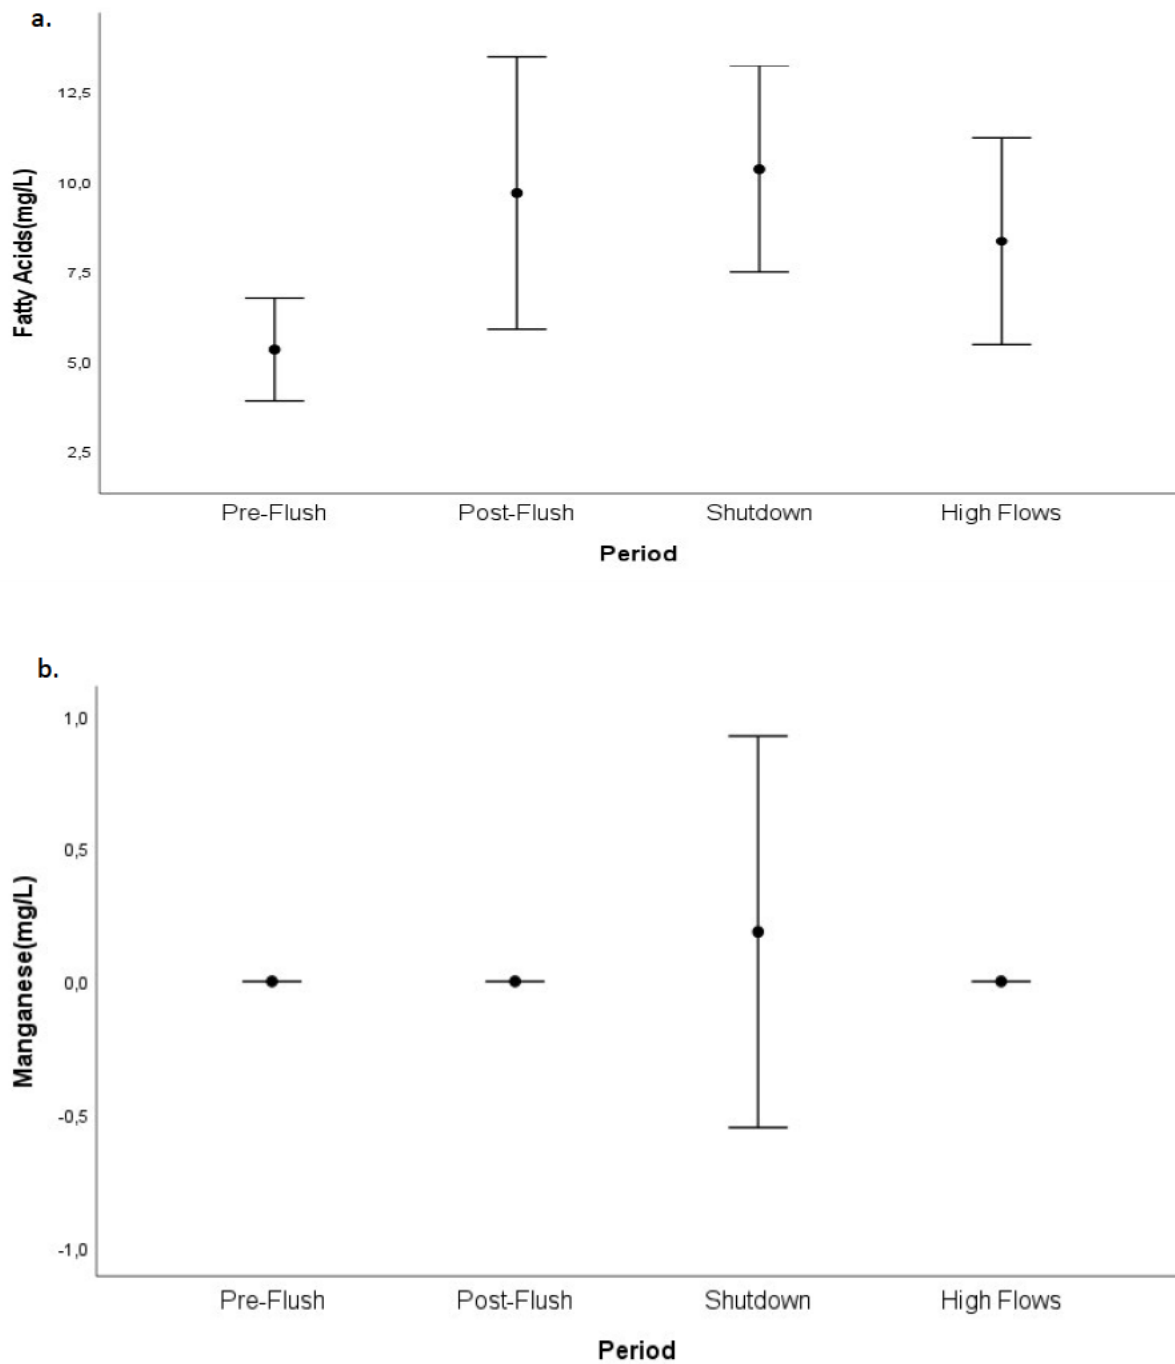 a.
Fatty Acids(mg/L)
12,5
10,0
7,5
5,0
2,5
Pre-Flush Post-Flush Shutdown High Flows
Period
b.
Manganese(mg/L)
1,0
0,5
0,0
-0,5
-1,0
Pre-Flush Post-Flush Shutdown High Flows
Period